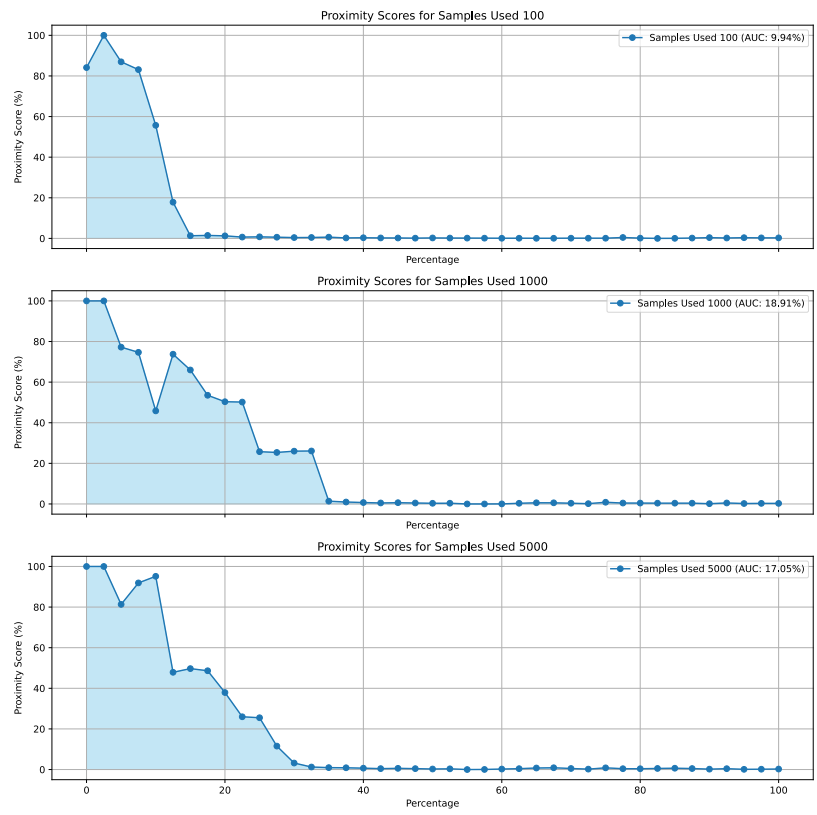 Proximity Scores for Samples Used 100
100
80
60
40
20
0
Proximity Score (%)
Samples Used 100 (AUC: 9.94%)
Percentage
Proximity Scores for Samples Used 1000
100
80
60
40
20
0
Proximity Score (%)
Samples Used 1000 (AUC: 18.91%)
Percentage
Proximity Scores for Samples Used 5000
100
80
60
40
20
0
Proximity Score (%)
Samples Used 5000 (AUC: 17.05%)
0 20 40 60 80 100
Percentage